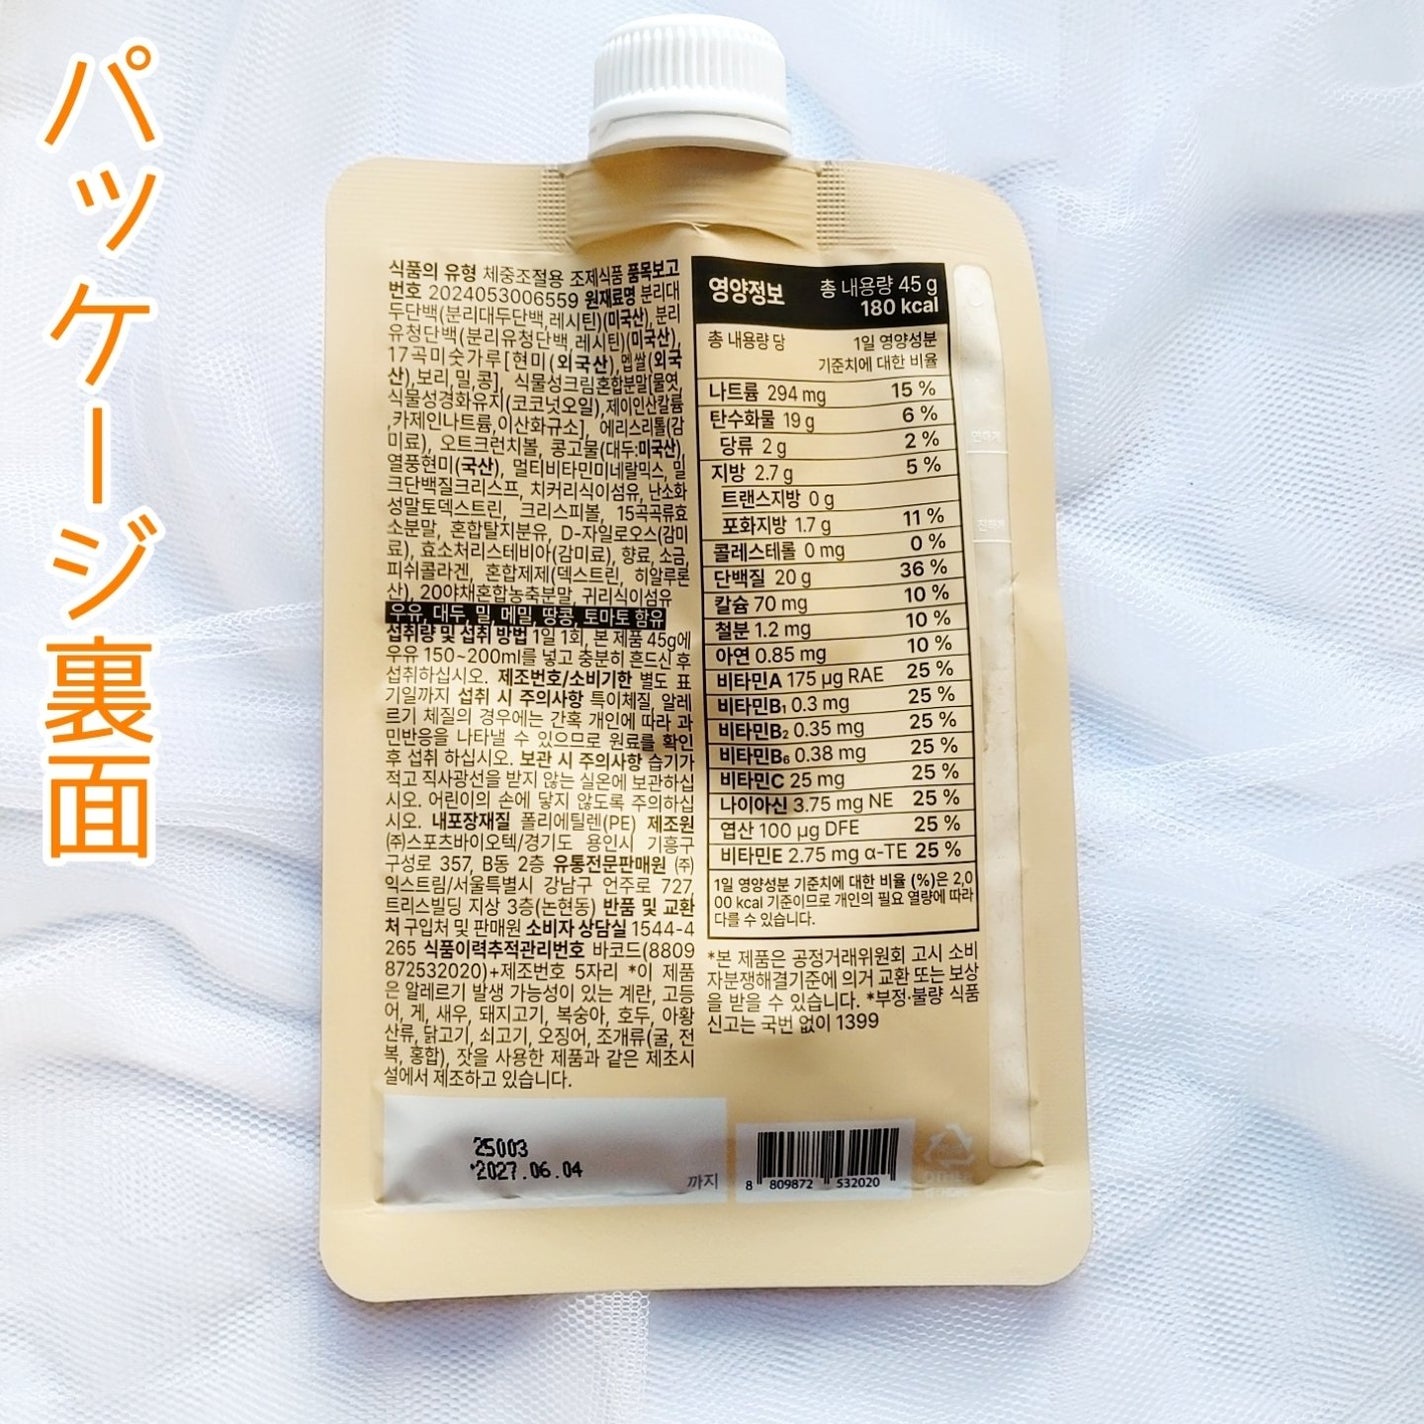 パッケージ裏面
식품의 유형 체중조절용 조제식품 품목보고
번호 2024053006559 원재료명 분리대
두단백(분리대두단백,레시틴)(미국산),분리
유청단백(분리유청단백,레시틴)(미국산),
17곡미숫가루[현미(외국산),멥쌀(외국
산),보리,밀,콩], 식물성크림혼합분말[물엿,
식물성경화유지(코코넛오일),제이인산칼륨
,카제인나트륨,이산화규소], 에리스리톨(감
미료), 오트크런치볼, 콩고물(대두:미국산),
열풍현미(국산), 멀티비타민미네랄믹스, 밀
크단백질크리스프, 치커리식이섬유, 난소화
성말토덱스트린, 크리스피볼, 15곡곡류효
소분말, 혼합탈지분유, D-자일로오스(감미
료), 효소처리스테비아(감미료), 향료, 소금,
피쉬콜라겐, 혼합제제(덱스트린, 히알루론
산), 20야채혼합농축분말, 귀리식이섬유
우유, 대두, 밀, 메밀, 땅콩, 토마토 함유
섭취량 및 섭취 방법 1일 1회, 본 제품 45g에
우유 150~200ml를 넣고 충분히 흔드신 후
섭취하십시오. 제조번호/소비기한 별도 표
기일까지 섭취 시 주의사항 특이체질, 알레
르기 체질의 경우에는 간혹 개인에 따라 과
민반응을 나타낼 수 있으므로 원료를 확인
후 섭취 하십시오. 보관 시 주의사항 습기가
적고 직사광선을 받지 않는 실온에 보관하십
시오. 어린이의 손에 닿지 않도록 주의하십
시오. 내포장재질 폴리에틸렌(PE) 제조원
㈜스포츠바이오텍/경기도 용인시 기흥구
구성로 357, B동 2층 유통전문판매원 ㈜
익스트림/서울특별시 강남구 언주로 727,
트리스빌딩 지상 3층(논현동) 반품 및 교환
처 구입처 및 판매원 소비자 상담실 1544-4
265 식품이력추적관리번호 바코드(8809
872532020)+제조번호 5자리 *이 제품
은 알레르기 발생 가능성이 있는 계란, 고등
어, 게, 새우, 돼지고기, 복숭아, 호두, 아황
산류, 닭고기, 쇠고기, 오징어, 조개류(굴, 전
복, 홍합), 잣을 사용한 제품과 같은 제조시
설에서 제조하고 있습니다.
영양정보 총 내용량 45 g
180 kcal
총 내용량 당 1일 영양성분
기준치에 대한 비율
나트륨 294 mg 15 %
탄수화물 19 g 6 %
당류 2 g 2 %
지방 2.7 g 5 %
트랜스지방 0 g
포화지방 1.7 g 11 %
콜레스테롤 0 mg 0 %
단백질 20 g 36 %
칼슘 70 mg 10 %
철분 1.2 mg 10 %
아연 0.85 mg 10 %
비타민A 175 µg RAE 25 %
비타민B₁ 0.3 mg 25 %
비타민B₂ 0.35 mg 25 %
비타민B₆ 0.38 mg 25 %
비타민C 25 mg 25 %
나이아신 3.75 mg NE 25 %
엽산 100 µg DFE 25 %
비타민E 2.75 mg α-TE 25 %
1일 영양성분 기준치에 대한 비율 (%)은 2,0
00 kcal 기준이므로 개인의 필요 열량에 따라
다를 수 있습니다.
*본 제품은 공정거래위원회 고시 소비
자분쟁해결기준에 의거 교환 또는 보상
을 받을 수 있습니다. *부정·불량 식품
신고는 국번 없이 1399
연하게
진하게
25003
2027.06.04
까지
8 809872 532020
OTHER